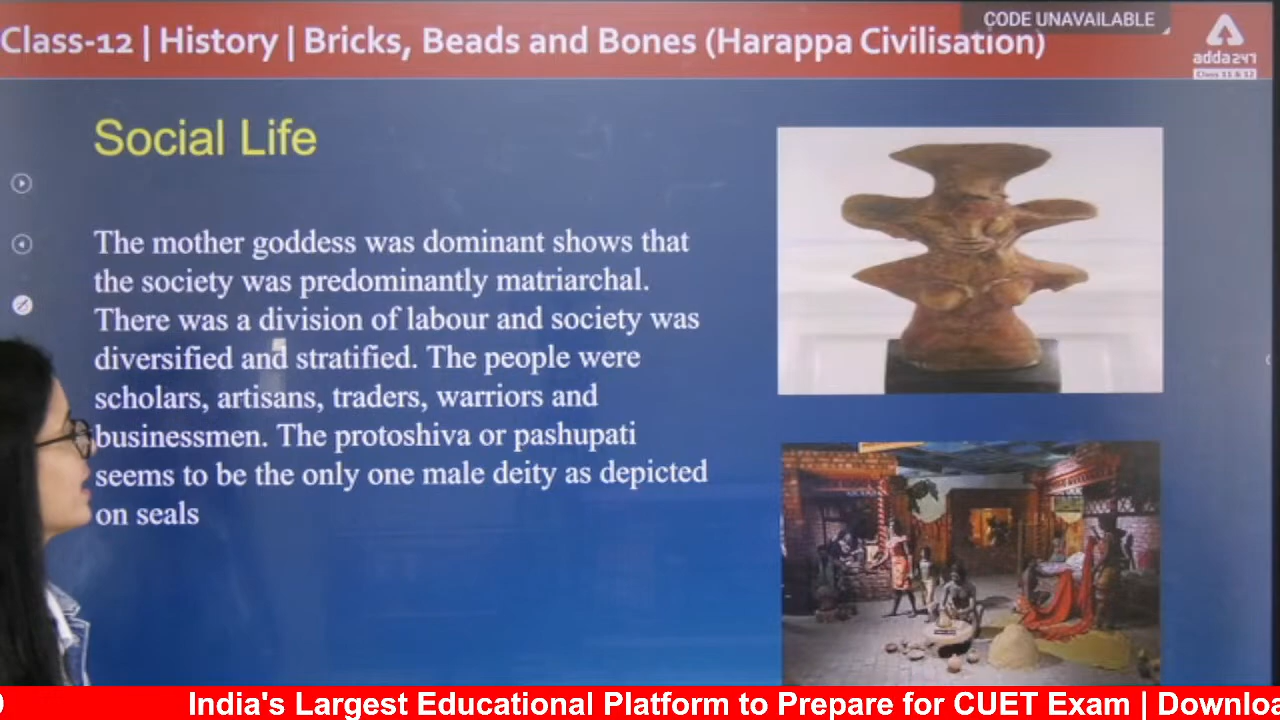 CODE UNAVAILABLE
Class-12 | History | Bricks, Beads and Bones (Harappa Civilisation)
adda247
Class 11 & 12
Social Life
The mother goddess was dominant shows that
the society was predominantly matriarchal.
There was a division of labour and society was
diversified and stratified. The people were
scholars, artisans, traders, warriors and
businessmen. The protoshiva or pashupati
seems to be the only one male deity as depicted
on seals
India's Largest Educational Platform to Prepare for CUET Exam |